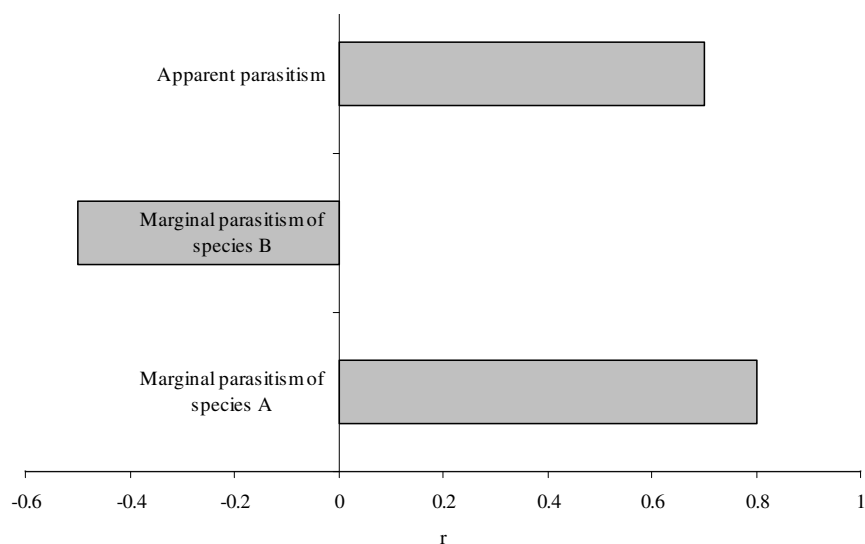 Apparent parasitism
Marginal parasitism of
species B
Marginal parasitism of
species A
-0.6 -0.4 -0.2 0 0.2 0.4 0.6 0.8 1
r